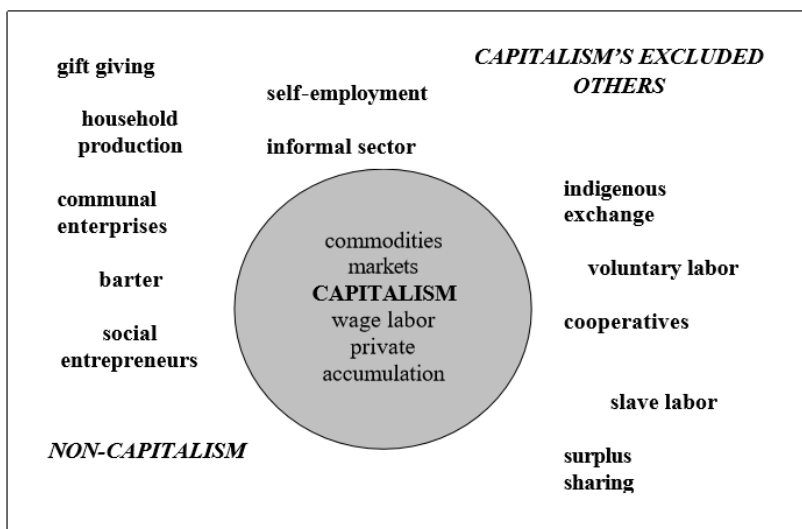 gift giving
household
production
communal
enterprises
barter
social
entrepreneurs
NON-CAPITALISM
self-employment
informal sector
commodities
markets
CAPITALISM
wage labor
private
accumulation
CAPITALISM’S EXCLUDED
OTHERS
indigenous
exchange
voluntary labor
cooperatives
slave labor
surplus
sharing